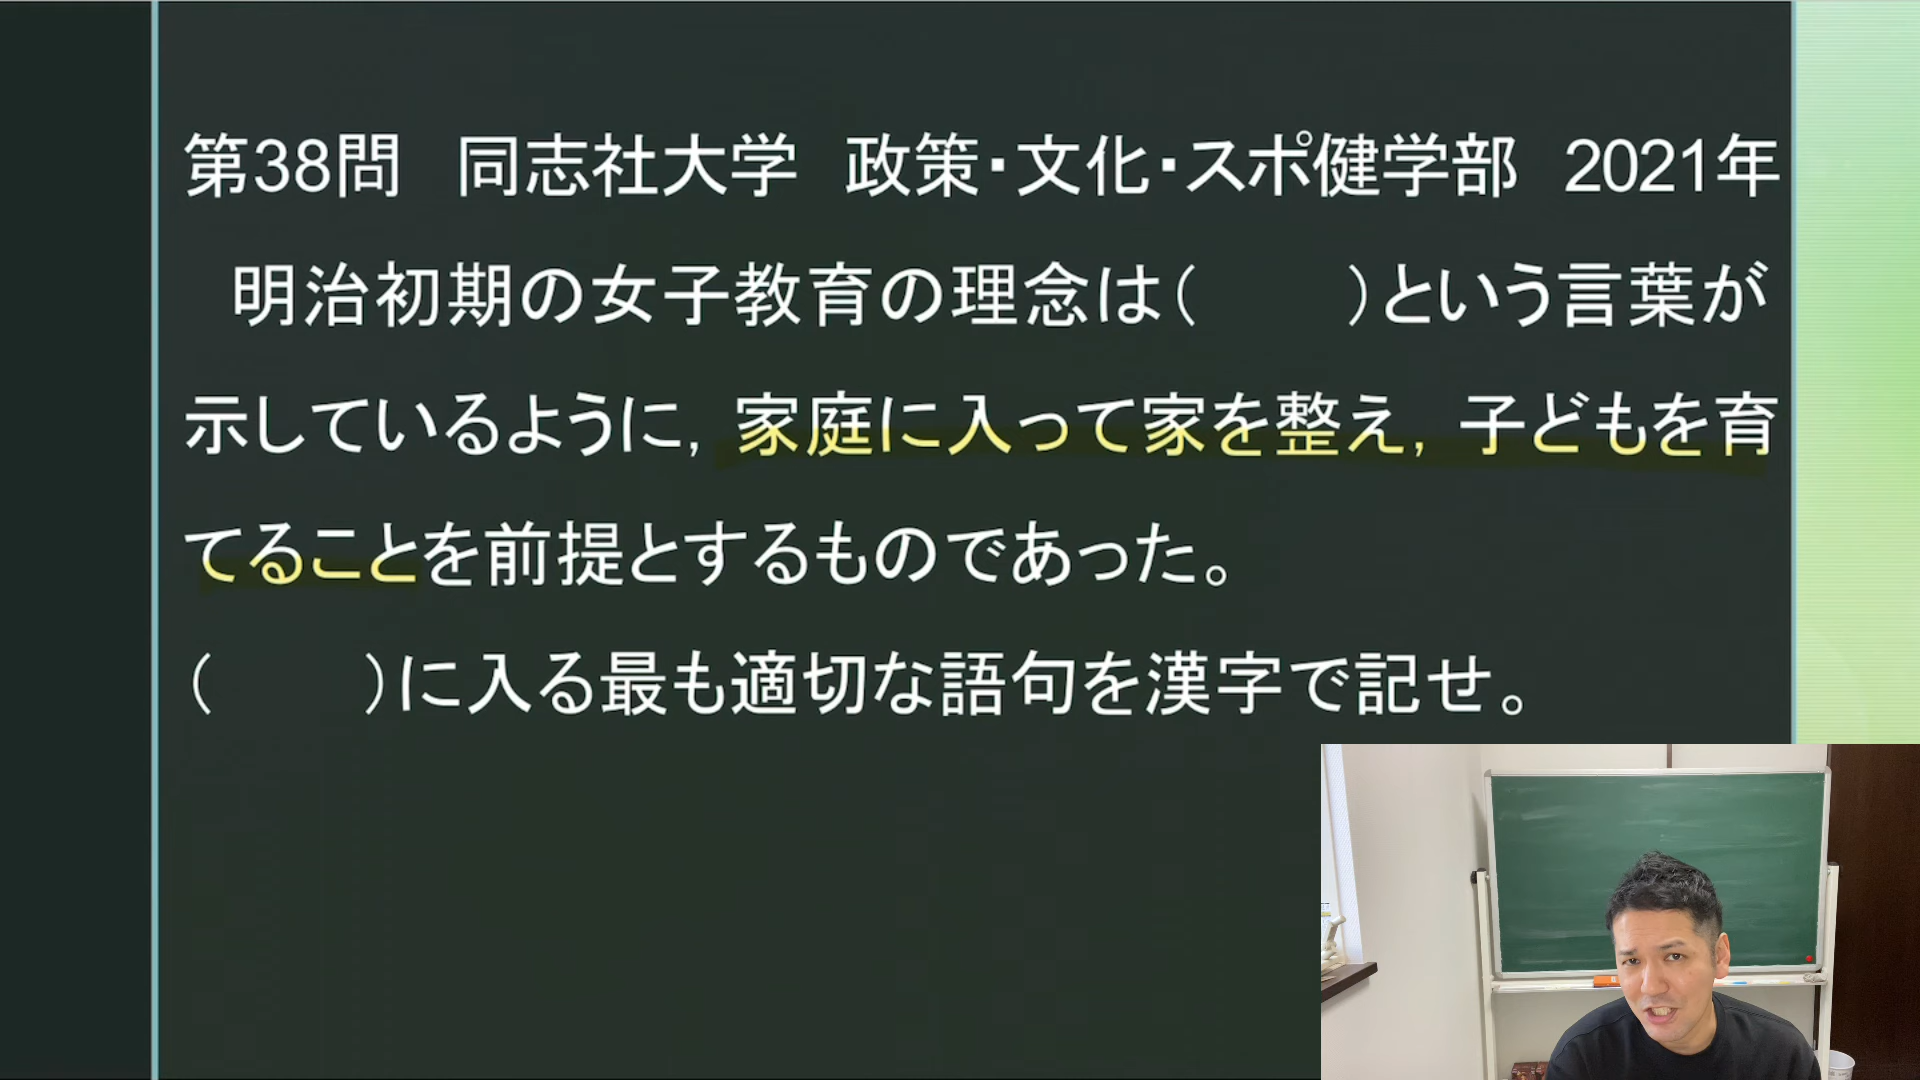 第38問　同志社大学　政策・文化・スポ健学部　2021年
明治初期の女子教育の理念は（　　　）という言葉が
示しているように，家庭に入って家を整え，子どもを育
てることを前提とするものであった。
（　　　）に入る最も適切な語句を漢字で記せ。